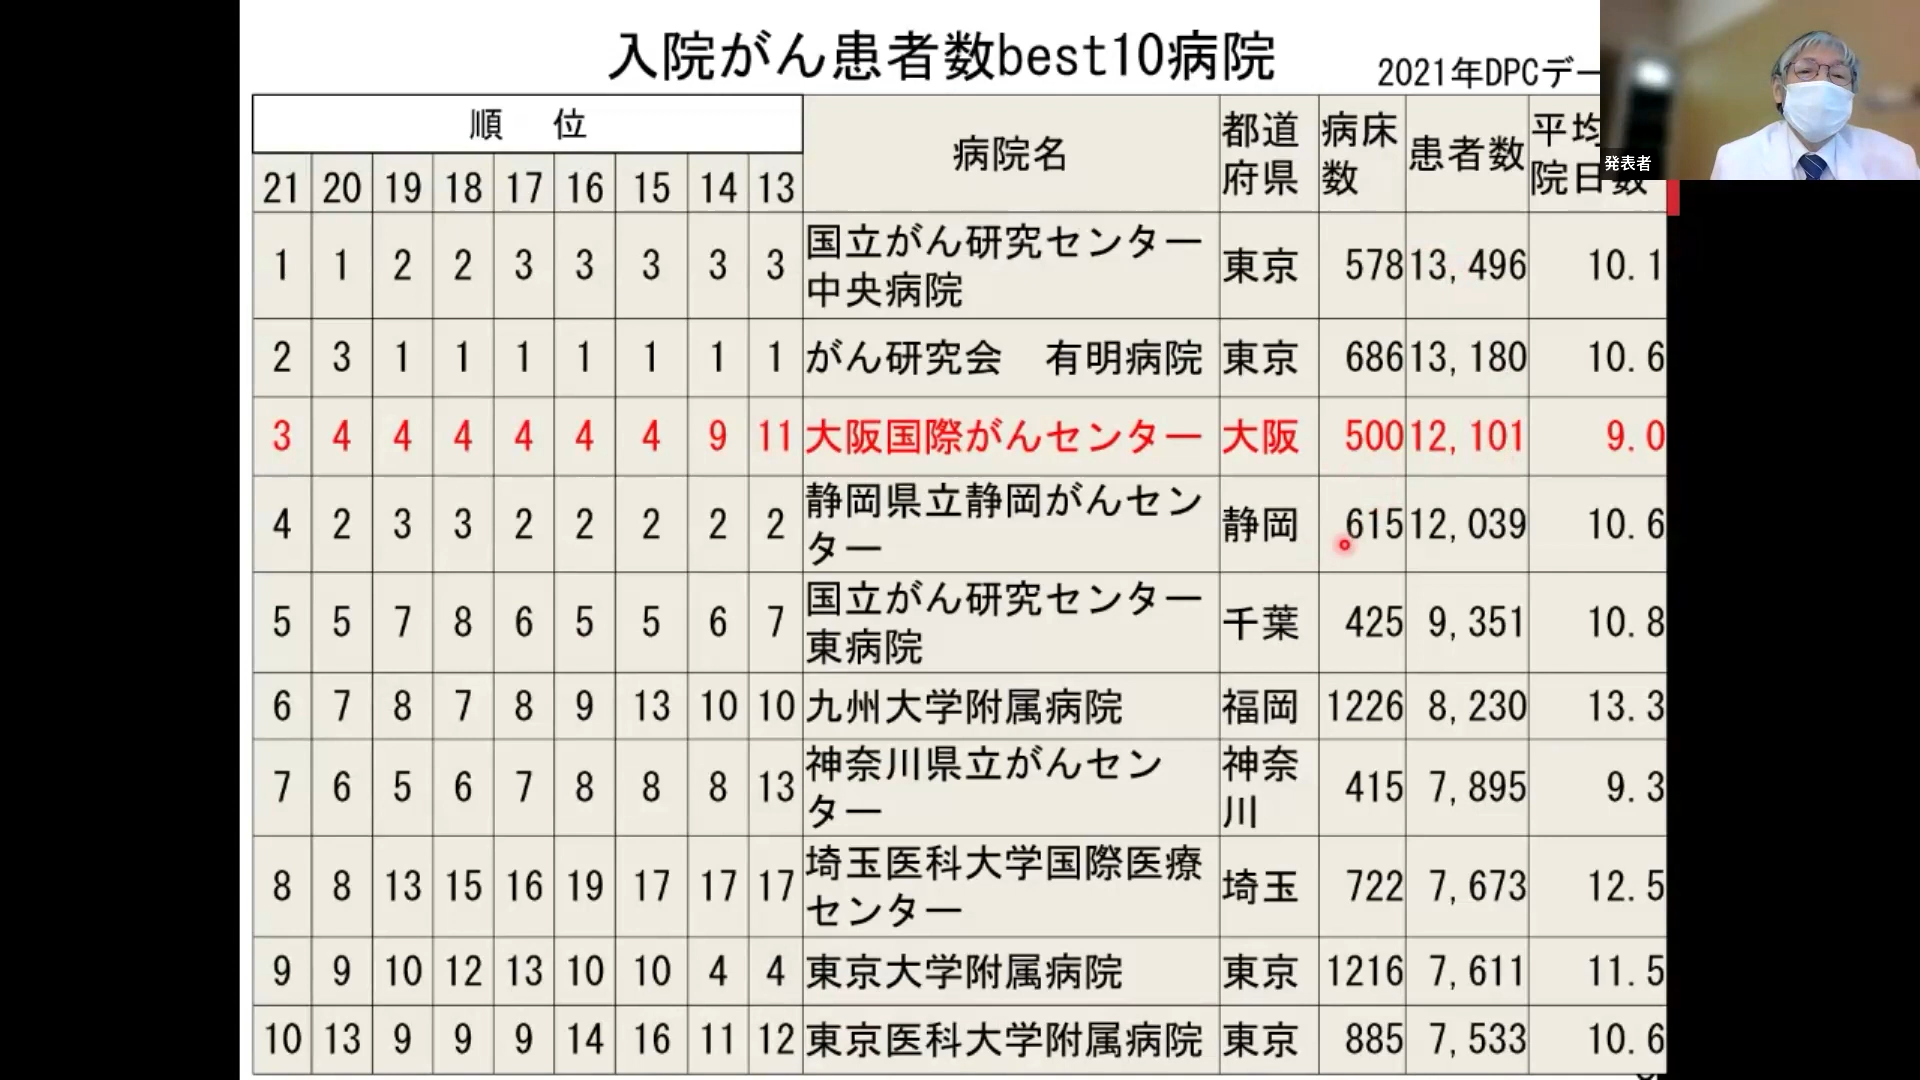 入院がん患者数best10病院
2021年DPCデー
発表者
順 位 病院名 都道府県 病床数 患者数 平均 院日数
21 20 19 18 17 16 15 14 13
1 1 2 2 3 3 3 3 3 国立がん研究センター中央病院 東京 578 13,496 10.1
2 3 1 1 1 1 1 1 1 がん研究会 有明病院 東京 686 13,180 10.6
3 4 4 4 4 4 4 9 11 大阪国際がんセンター 大阪 500 12,101 9.0
4 2 3 3 2 2 2 2 2 静岡県立静岡がんセンター 静岡 615 12,039 10.6
5 5 7 8 6 5 5 6 7 国立がん研究センター東病院 千葉 425 9,351 10.8
6 7 8 7 8 9 13 10 10 九州大学附属病院 福岡 1226 8,230 13.3
7 6 5 6 7 8 8 8 13 神奈川県立がんセンター 神奈川 415 7,895 9.3
8 8 13 15 16 19 17 17 17 埼玉医科大学国際医療センター 埼玉 722 7,673 12.5
9 9 10 12 13 10 10 4 4 東京大学附属病院 東京 1216 7,611 11.5
10 13 9 9 9 14 16 11 12 東京医科大学附属病院 東京 885 7,533 10.6